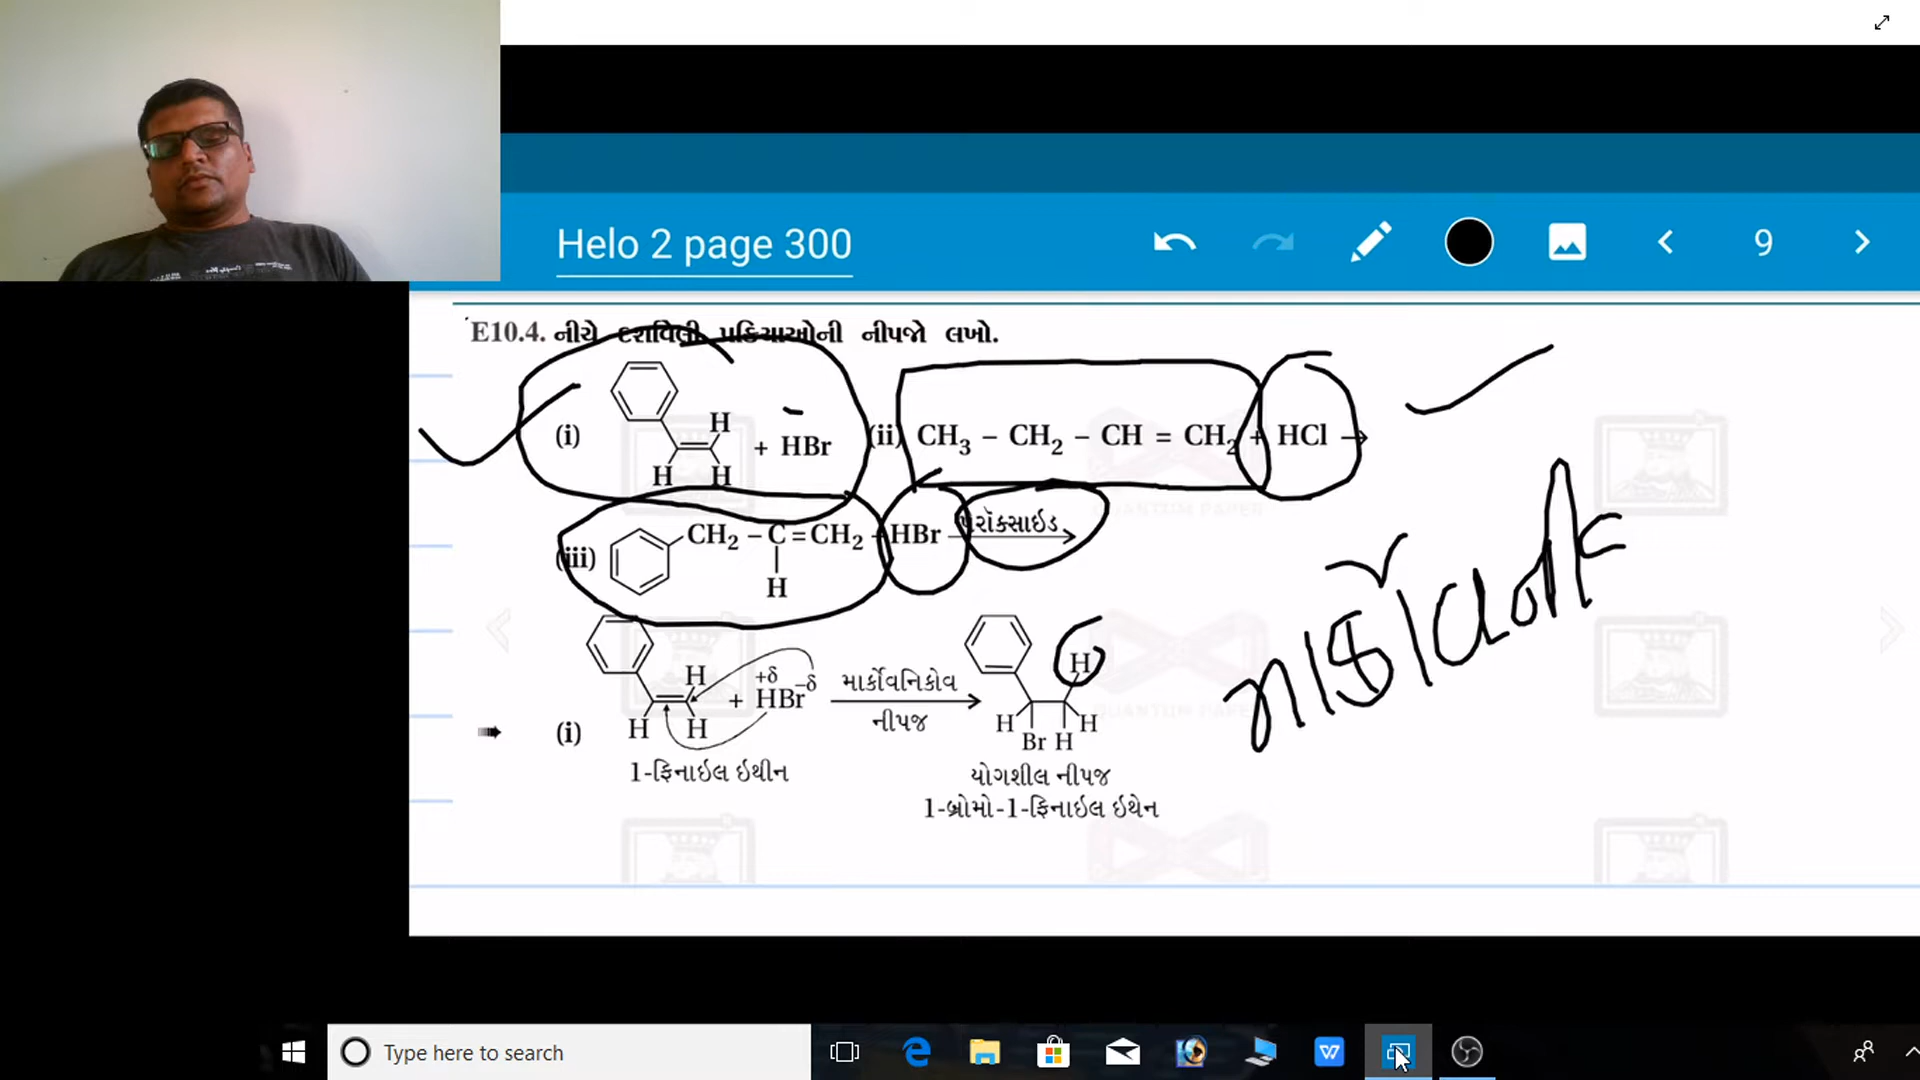 Helo 2 page 300
9
E10.4. નીચે દર્શાવેલી પ્રક્રિયાઓની નીપજો લખો.
(i) H H H + HBr (ii) CH₃ – CH₂ – CH = CH₂ + HCl →
(iii) CH₂ – C = CH₂ + HBr પેરૉક્સાઇડ →
H
(i) H H H + +δ HBr –δ માર્કોવનિકોવ નીપજ → H H Br H H
1-ફિનાઇલ ઇથીન
યોગશીલ નીપજ
1-બ્રોમો-1-ફિનાઇલ ઇથેન
Type here to search